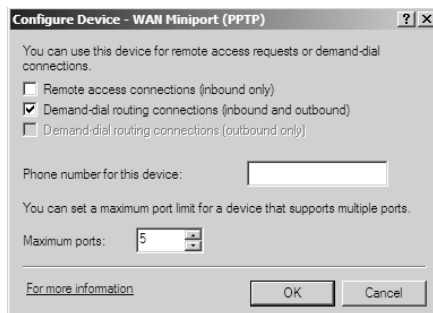 Configure Device - WAN Miniport (PPTP)
You can use this device for remote access requests or demand-dial
connections.
Remote access connections (inbound only)
Demand-dial routing connections (inbound and outbound)
Demand-dial routing connections (outbound only)
Phone number for this device:
You can set a maximum port limit for a device that supports multiple ports.
Maximum ports: 5
For more information OK Cancel